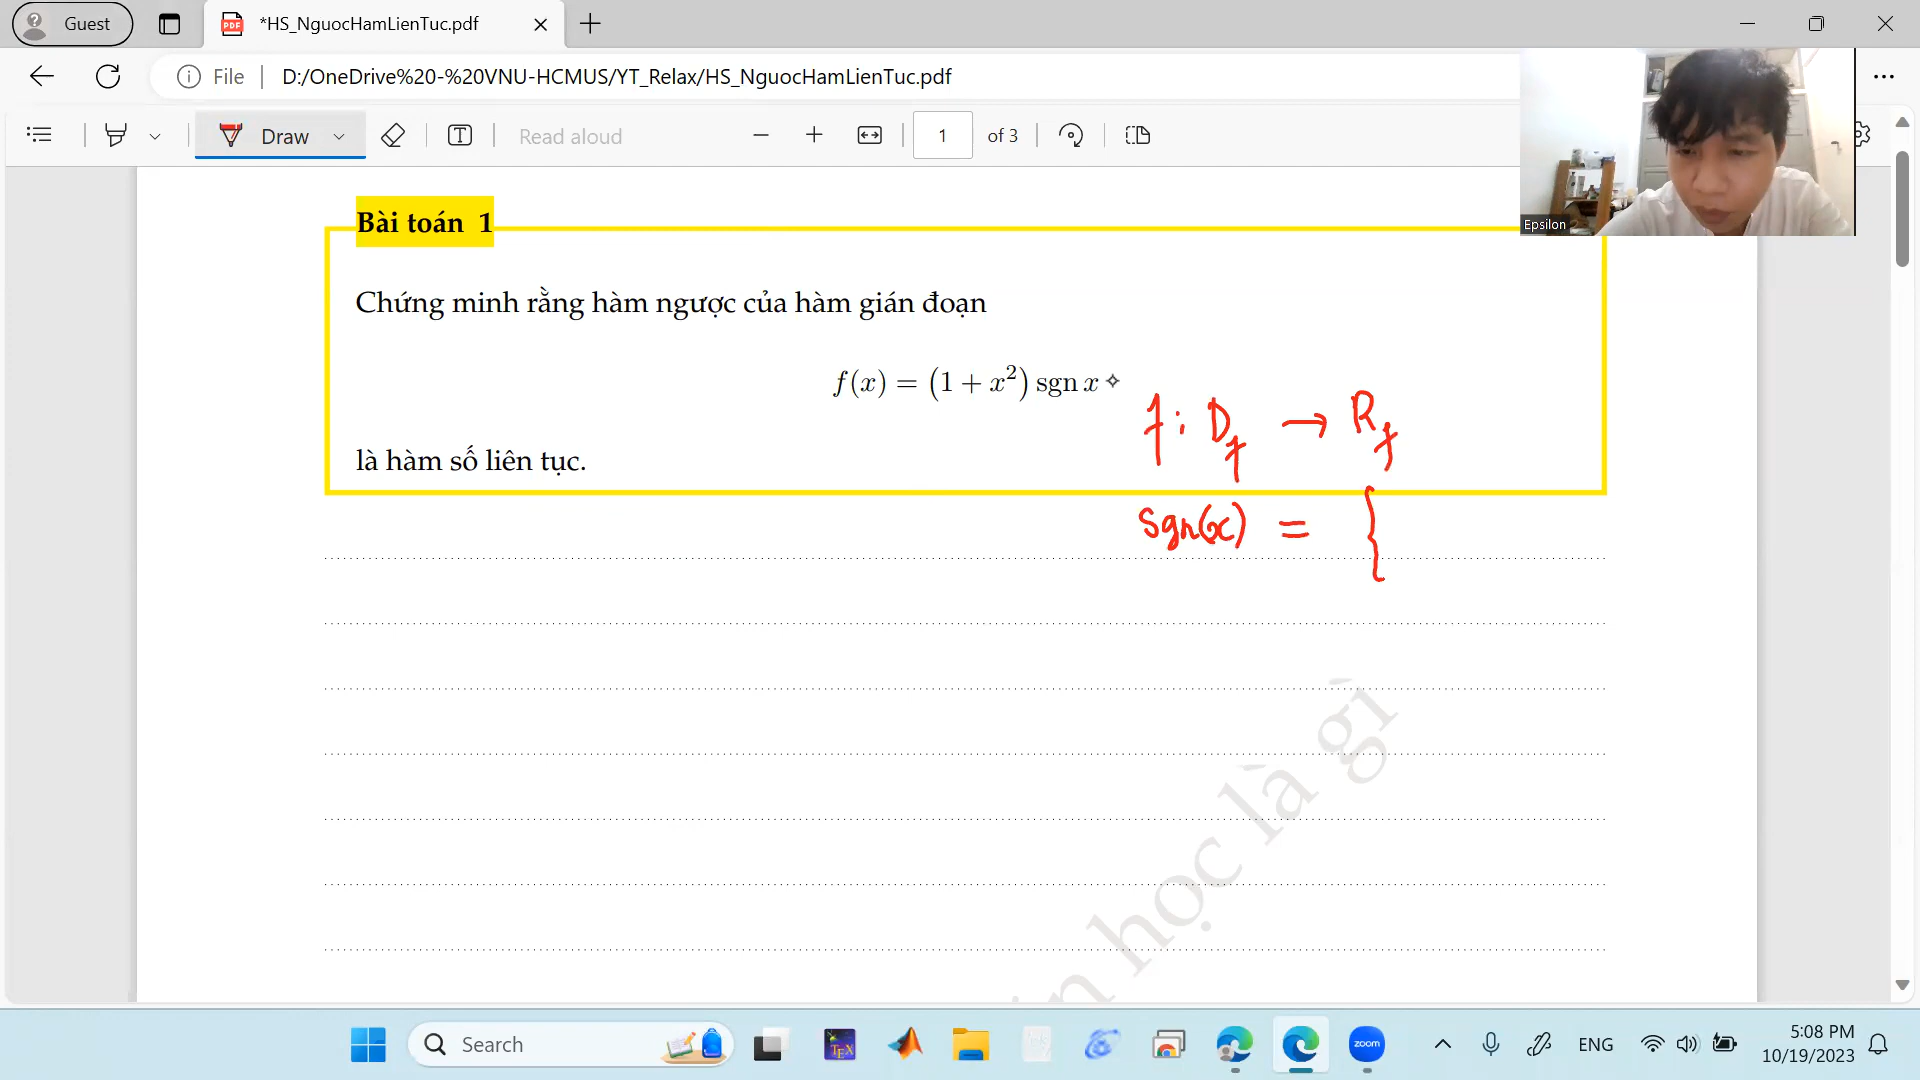 Guest
*HS_NguocHamLienTuc.pdf
File
D:/OneDrive%20-%20VNU-HCMUS/YT_Relax/HS_NguocHamLienTuc.pdf
Draw
Read aloud
1 of 3
Epsilon
Bài toán 1
Chứng minh rằng hàm ngược của hàm gián đoạn
f(x) = (1 + x²) sgn x
f : D_f → R_f
là hàm số liên tục.
sgn(x) = {
học là gì
Search
zoom
ENG
5:08 PM
10/19/2023